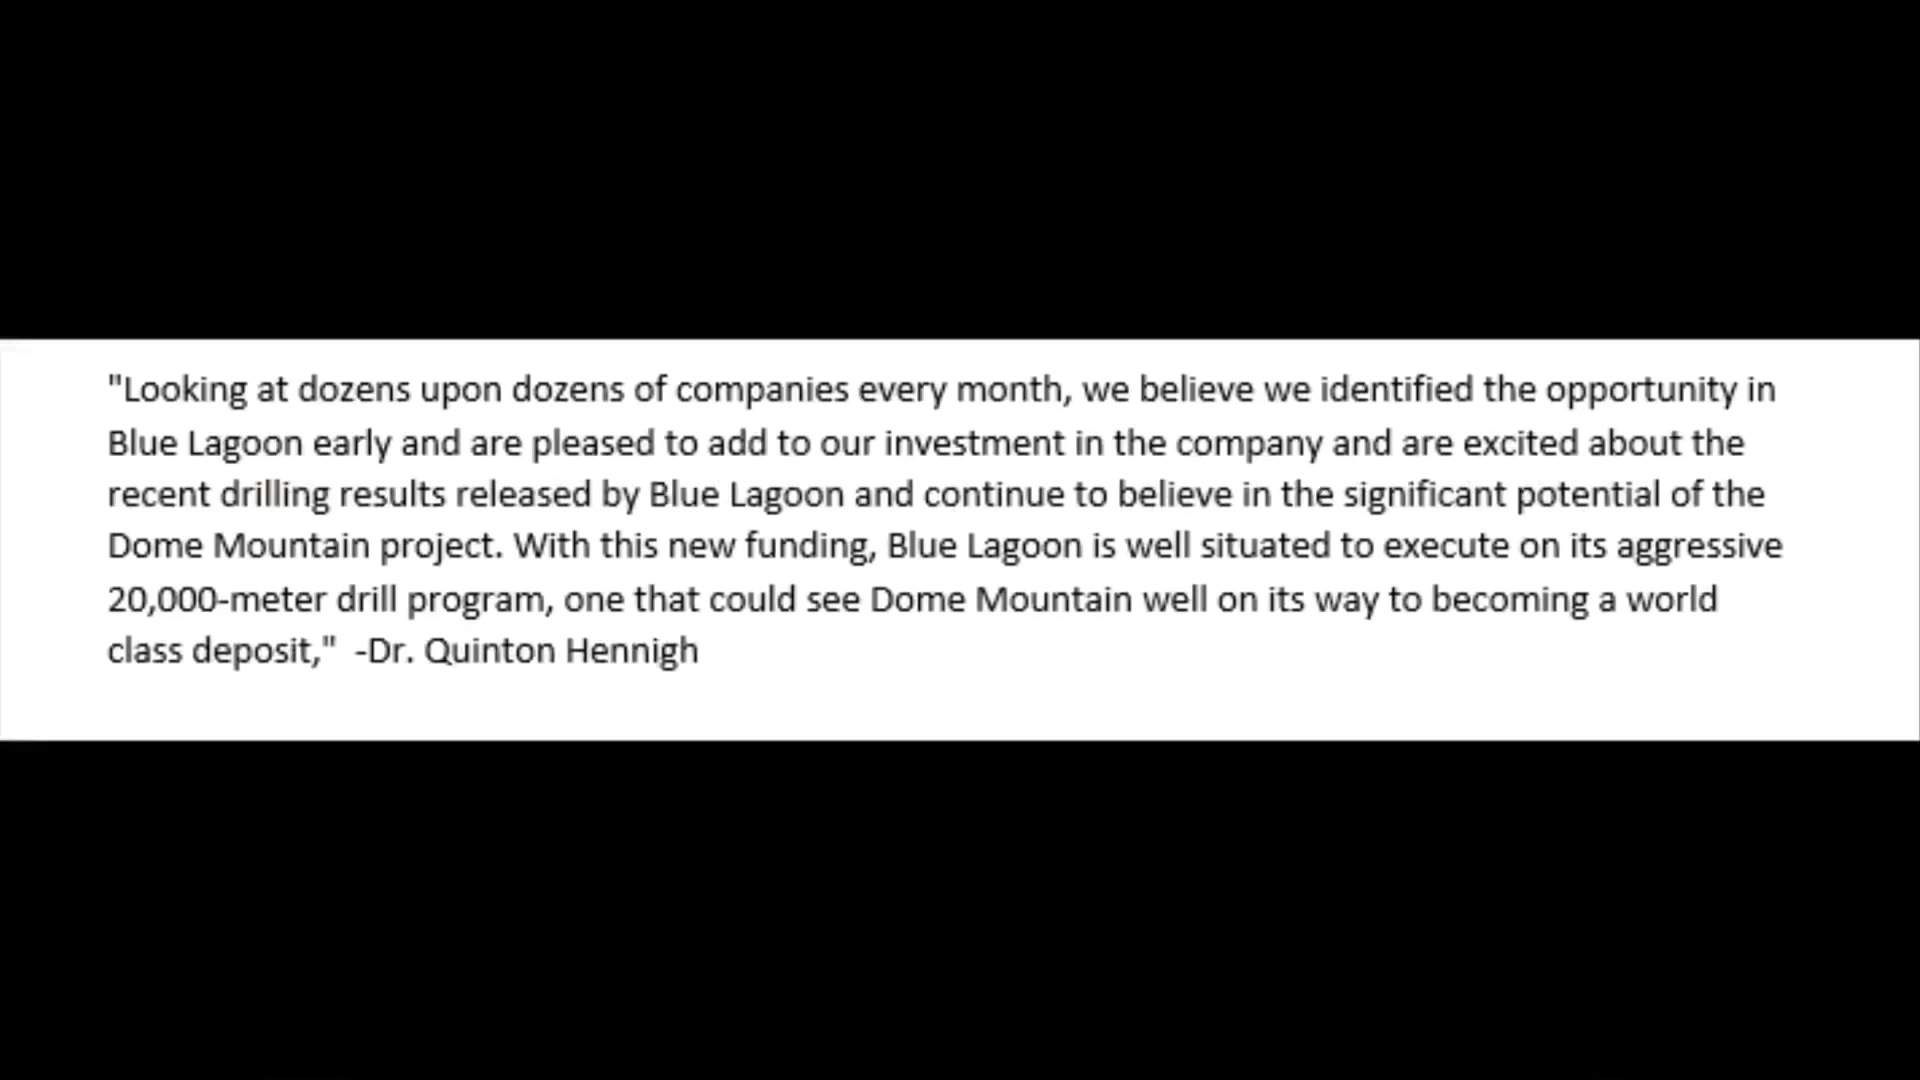 "Looking at dozens upon dozens of companies every month, we believe we identified the opportunity in
Blue Lagoon early and are pleased to add to our investment in the company and are excited about the
recent drilling results released by Blue Lagoon and continue to believe in the significant potential of the
Dome Mountain project. With this new funding, Blue Lagoon is well situated to execute on its aggressive
20,000-meter drill program, one that could see Dome Mountain well on its way to becoming a world
class deposit,"  -Dr. Quinton Hennigh